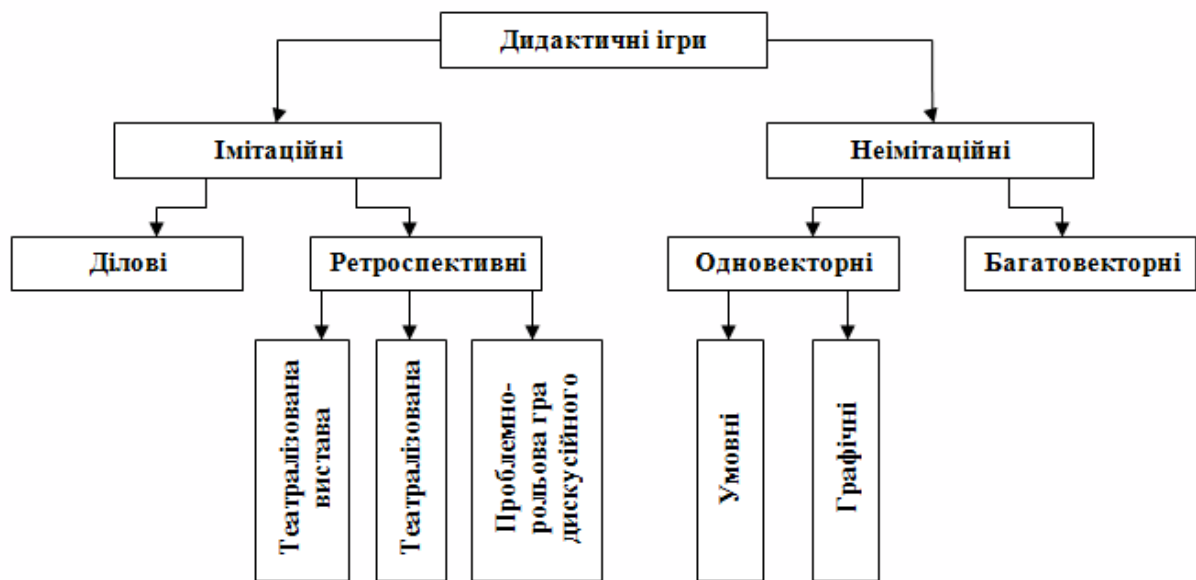 Дидактичні ігри
Імітаційні
Неімітаційні
Ділові
Ретроспективні
Одновекторні
Багатовекторні
Театралізована
вистава
Театралізована
Проблемно-
рольова гра
дискусійного
Умовні
Графічні